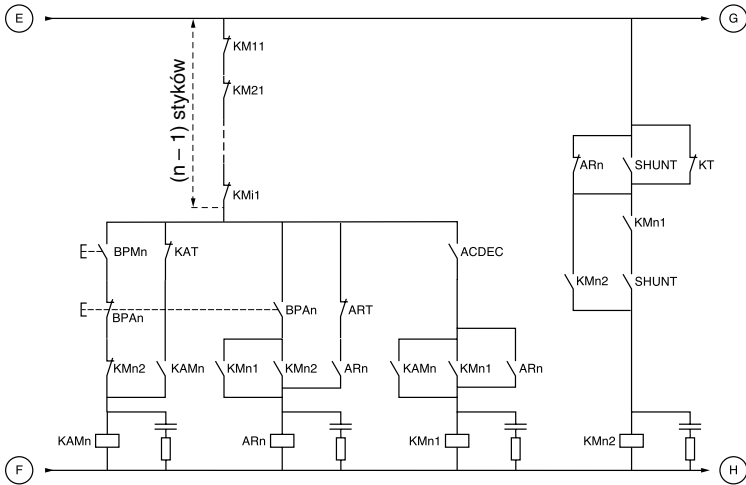 E
G
KM11
KM21
(n – 1) styków
KMi1
ARn
SHUNT
KT
BPMn
KAT
ACDEC
KMn1
KMn2
SHUNT
BPAn
BPAn
ART
KMn2
KAMn
KMn1
KMn2
ARn
KAMn
KMn1
ARn
KAMn
ARn
KMn1
KMn2
F
H